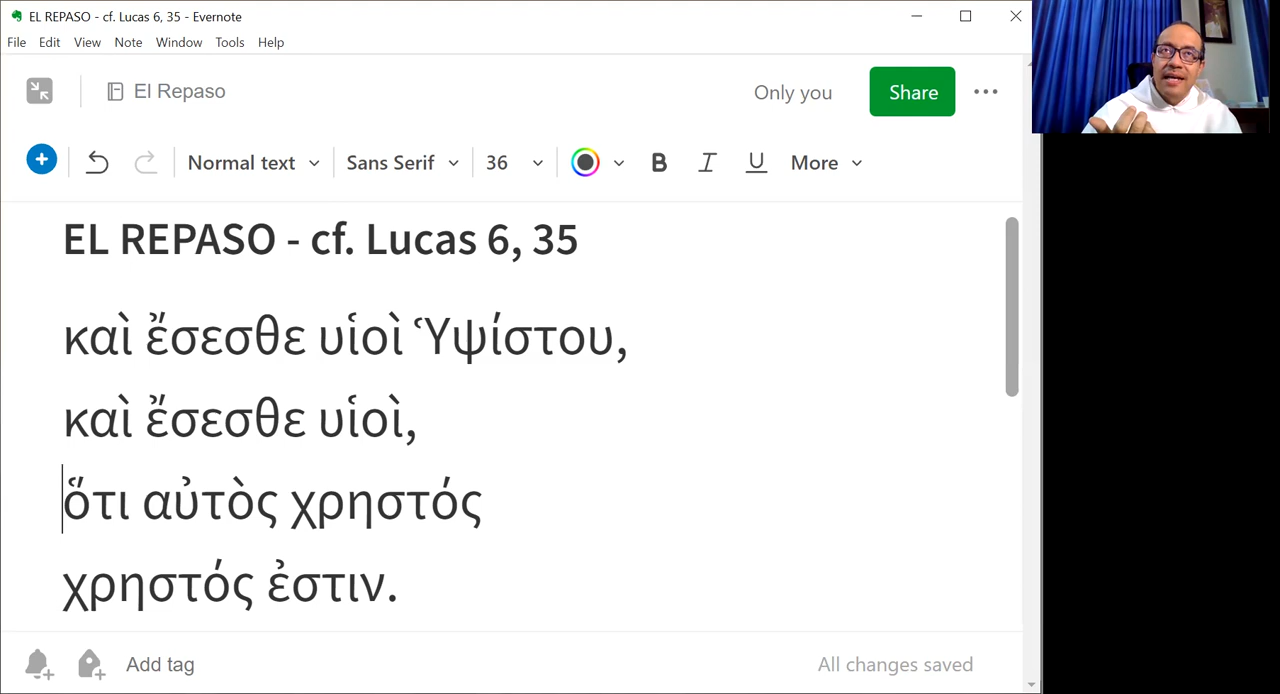 EL REPASO - cf. Lucas 6, 35 - Evernote
File Edit View Note Window Tools Help
El Repaso
Only you
Share
Normal text
Sans Serif
36
B I U
More
EL REPASO - cf. Lucas 6, 35
καὶ ἔσεσθε υἱοὶ Ὑψίστου,
καὶ ἔσεσθε υἱοὶ,
ὅτι αὐτὸς χρηστός
χρηστός ἐστιν.
Add tag
All changes saved